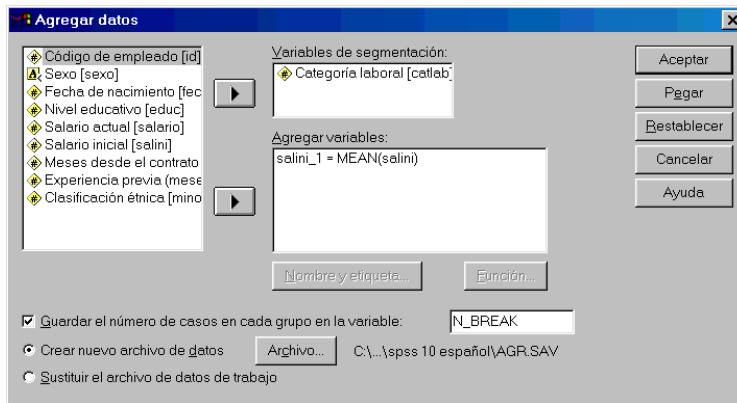 Agregar datos
Código de empleado [id]
Sexo [sexo]
Fecha de nacimiento [fec
Nivel educativo [educ]
Salario actual [salario]
Salario inicial [salini]
Meses desde el contrato
Experiencia previa (mese
Clasificación étnica [mino
Variables de segmentación:
Categoría laboral [catlab]
Agregar variables:
salini_1 = MEAN(salini)
Nombre y etiqueta...
Función...
Aceptar
Pegar
Restablecer
Cancelar
Ayuda
Guardar el número de casos en cada grupo en la variable:
N_BREAK
Crear nuevo archivo de datos
Archivo...
C:\...\spss 10 español\AGR.SAV
Sustituir el archivo de datos de trabajo